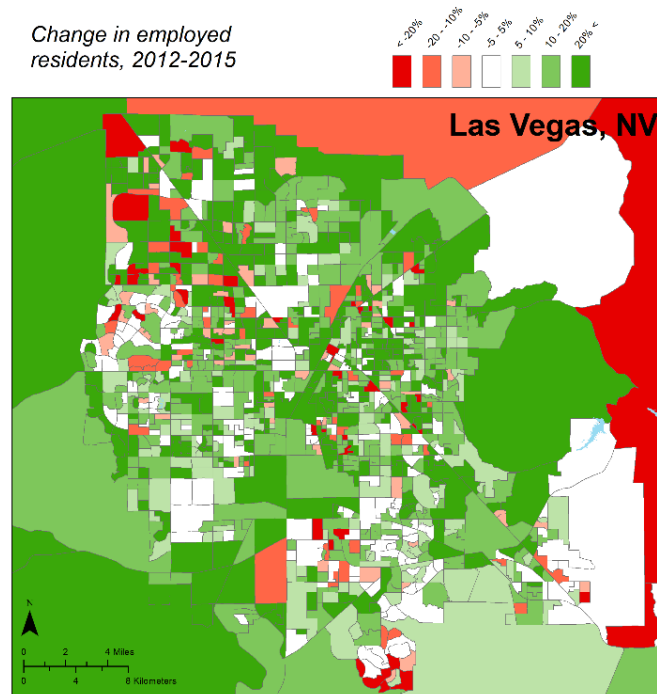 Change in employed
residents, 2012-2015
< -20%
-20 - -10%
-10 - -5%
-5 - 5%
5 - 10%
10 - 20%
20% <
Las Vegas, NV
N
0 2 4 Miles
0 4 8 Kilometers